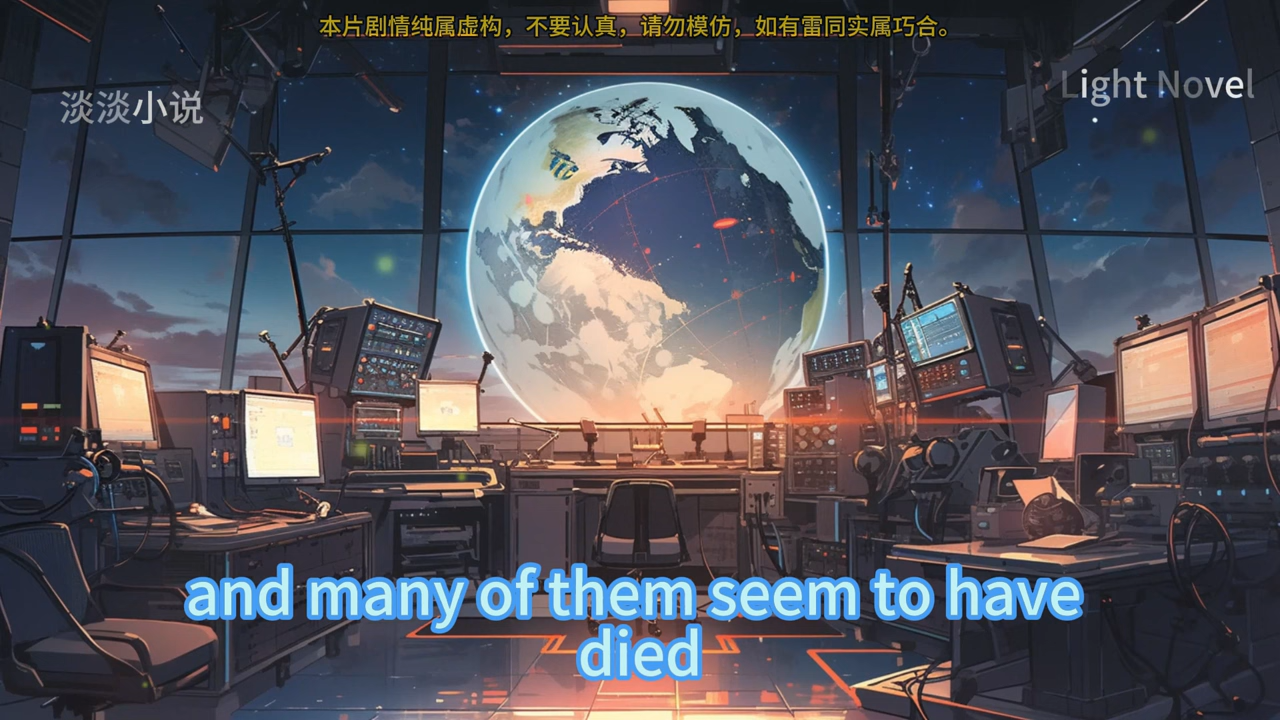 本片剧情纯属虚构，不要认真，请勿模仿，如有雷同实属巧合。
淡淡小说
Light Novel
and many of them seem to have
died